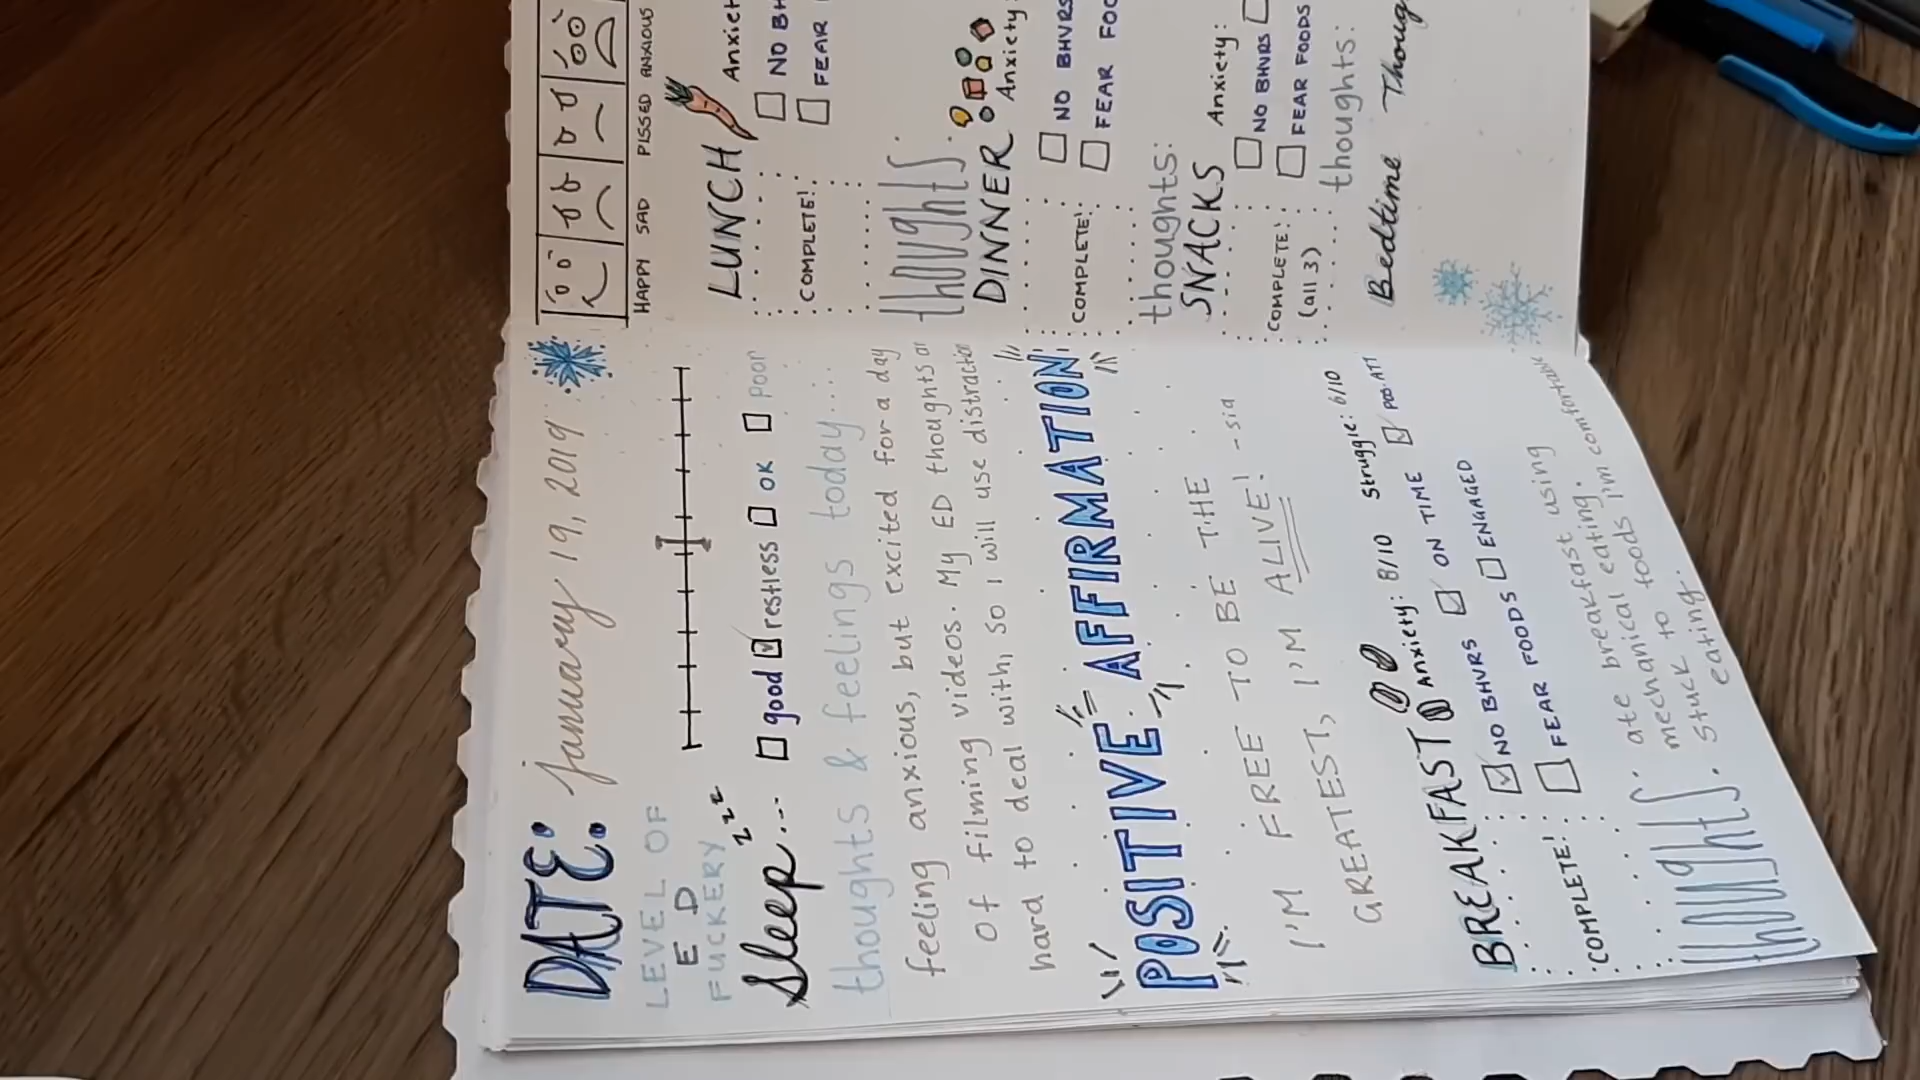 DATE: january 19, 2019
LEVEL OF
ED
FUCKERY
Sleep... zzz
good restless OK poor
thoughts & feelings today....
feeling anxious, but excited for a day
of filming videos. My ED thoughts
hard to deal with, so I will use distraction
POSITIVE AFFIRMATION
I'M FREE TO BE THE
GREATEST, I'M ALIVE! -sia
BREAKFAST Anxiety: 8/10 Struggle: 6/10
COMPLETE! NO BHVRS ON TIME POS. ATT
FEAR FOODS ENGAGED
thoughts. ate breakfast using
mechanical eating.
stuck to foods I'm comfortable
eating.
HAPPY SAD PISSED ANXIOUS
LUNCH
COMPLETE! NO
FEAR
thoughts:
DINNER Anxiety:
COMPLETE! NO BHVRS
FEAR
thoughts:
SNACKS Anxiety:
COMPLETE! NO BHVRS
(all 3) FEAR FOODS
thoughts:
Bedtime